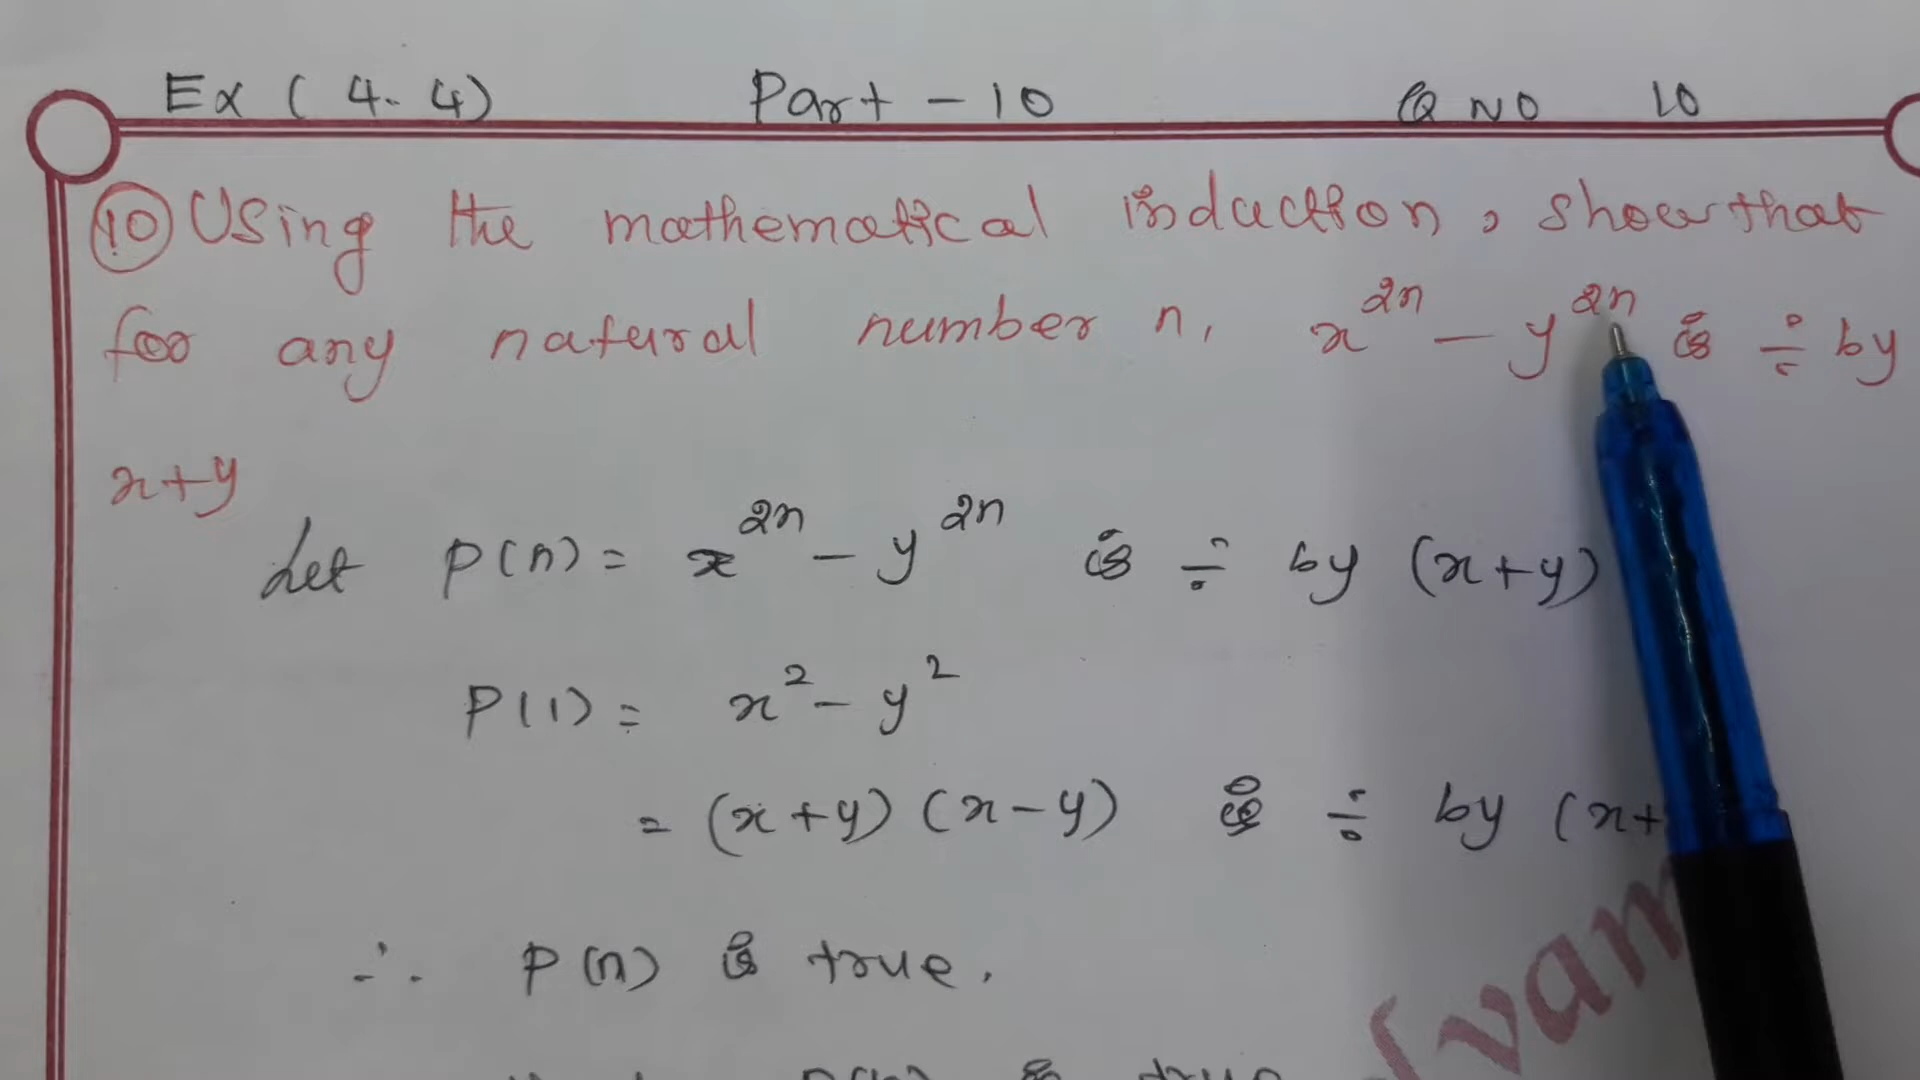 Ex (4.4) Part - 10 Q NO 10
10 Using the mathematical induction, show that
for any natural number n, x^2n - y^2n is ÷ by
x+y
Let P(n) = x^2n - y^2n is ÷ by (x+y)
P(1) = x^2 - y^2
= (x+y) (x-y) is ÷ by (x+
∴ P(n) is true.
true